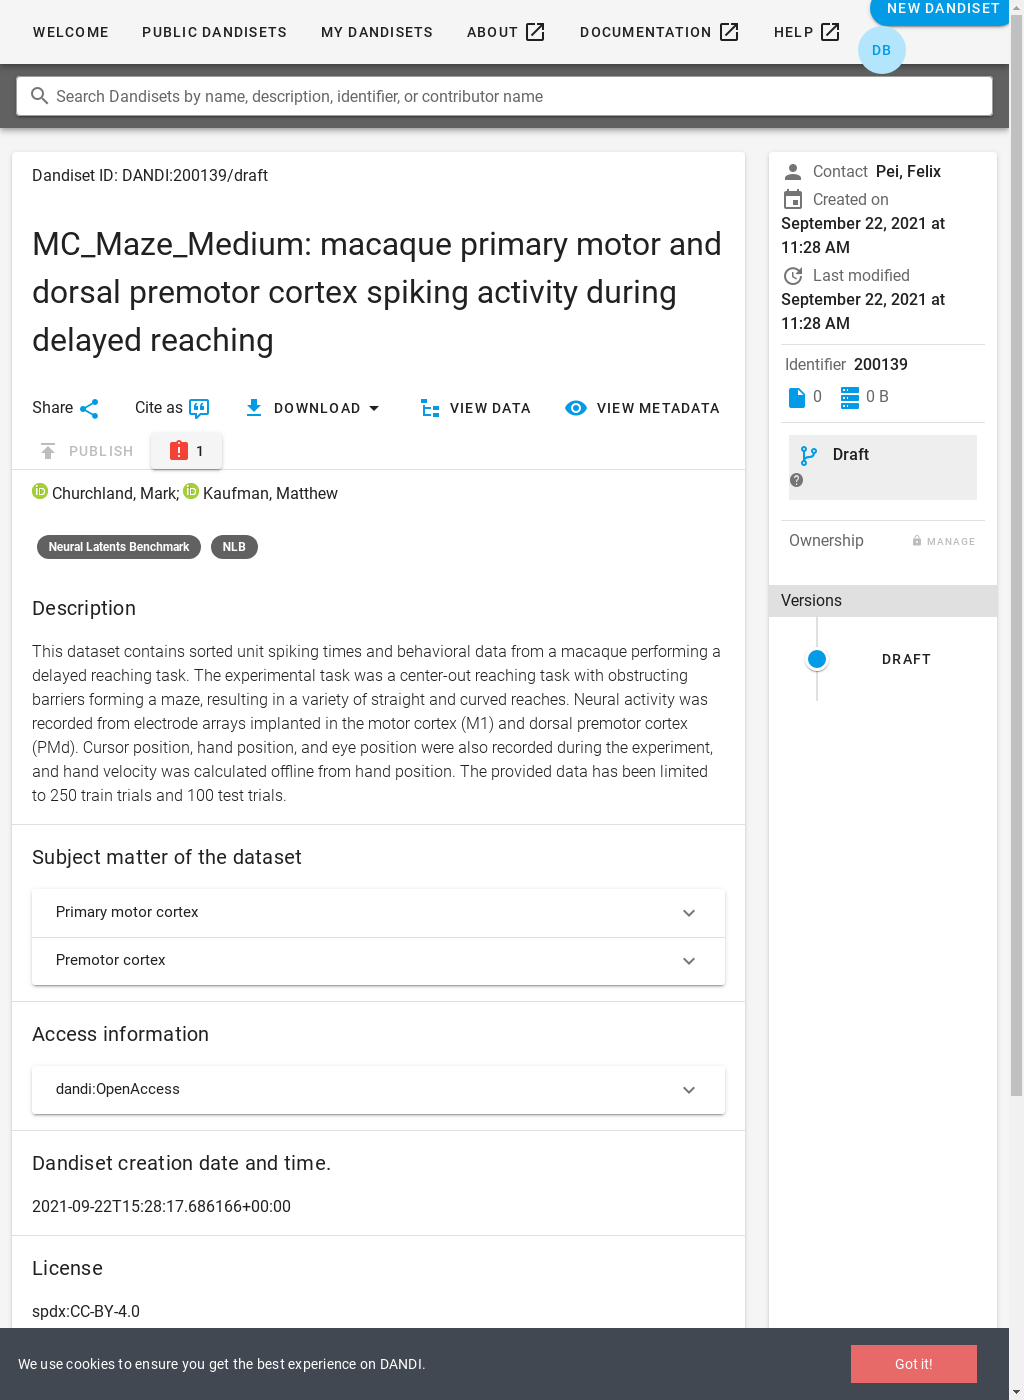 WELCOME
PUBLIC DANDISETS
MY DANDISETS
ABOUT
DOCUMENTATION
HELP
NEW DANDISET
DB
Search Dandisets by name, description, identifier, or contributor name
Dandiset ID: DANDI:200139/draft
MC_Maze_Medium: macaque primary motor and
dorsal premotor cortex spiking activity during
delayed reaching
Share
Cite as
DOWNLOAD
VIEW DATA
VIEW METADATA
PUBLISH
1
Churchland, Mark; Kaufman, Matthew
Neural Latents Benchmark
NLB
Description
This dataset contains sorted unit spiking times and behavioral data from a macaque performing a
delayed reaching task. The experimental task was a center-out reaching task with obstructing
barriers forming a maze, resulting in a variety of straight and curved reaches. Neural activity was
recorded from electrode arrays implanted in the motor cortex (M1) and dorsal premotor cortex
(PMd). Cursor position, hand position, and eye position were also recorded during the experiment,
and hand velocity was calculated offline from hand position. The provided data has been limited
to 250 train trials and 100 test trials.
Subject matter of the dataset
Primary motor cortex
Premotor cortex
Access information
dandi:OpenAccess
Dandiset creation date and time.
2021-09-22T15:28:17.686166+00:00
License
spdx:CC-BY-4.0
Contact Pei, Felix
Created on
September 22, 2021 at
11:28 AM
Last modified
September 22, 2021 at
11:28 AM
Identifier 200139
0
0 B
Draft
Ownership
MANAGE
Versions
DRAFT
We use cookies to ensure you get the best experience on DANDI.
Got it!